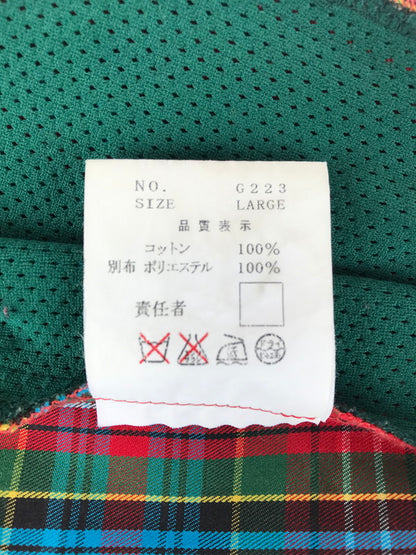 NO. G223
SIZE LARGE
品質表示
コットン 100%
別布 ポリエステル 100%
責任者